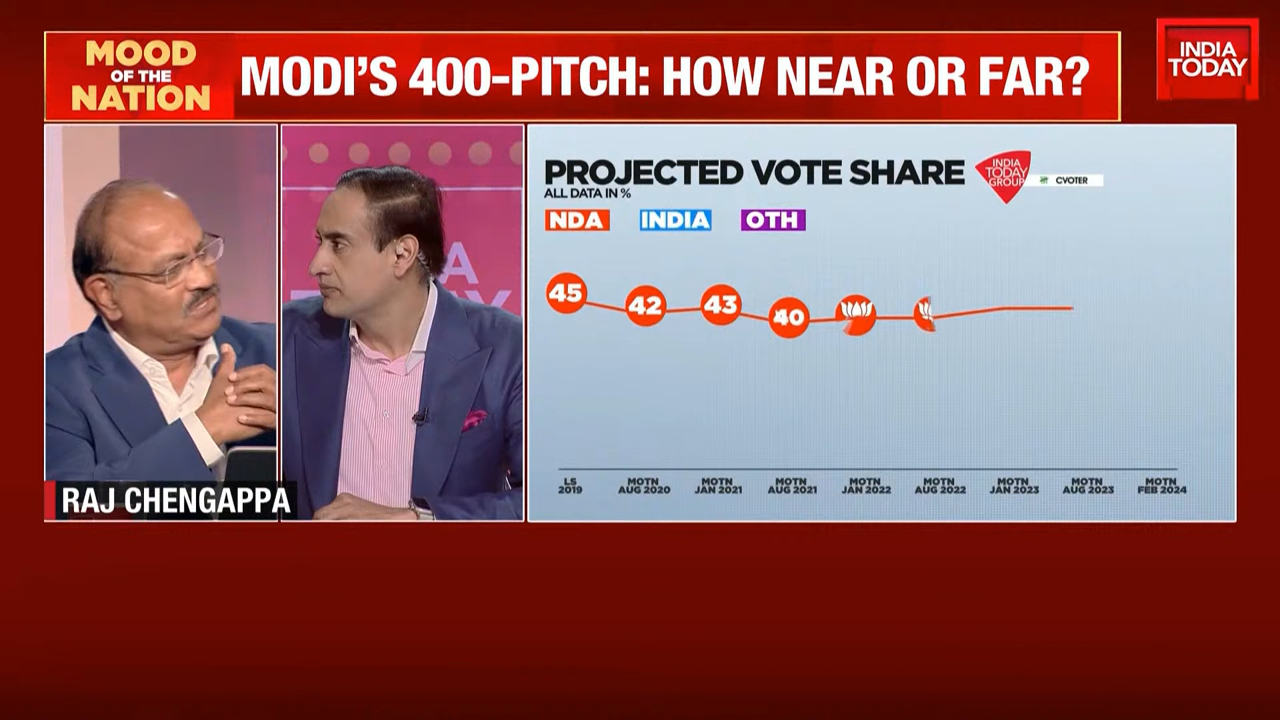 MOOD
OF THE
NATION
MODI'S 400-PITCH: HOW NEAR OR FAR?
INDIA
TODAY
PROJECTED VOTE SHARE
ALL DATA IN %
INDIA
TODAY
GROUP
CVOTER
NDA
INDIA
OTH
45
42
43
40
LS
2019
MOTN
AUG 2020
MOTN
JAN 2021
MOTN
AUG 2021
MOTN
JAN 2022
MOTN
AUG 2022
MOTN
JAN 2023
MOTN
AUG 2023
MOTN
FEB 2024
RAJ CHENGAPPA